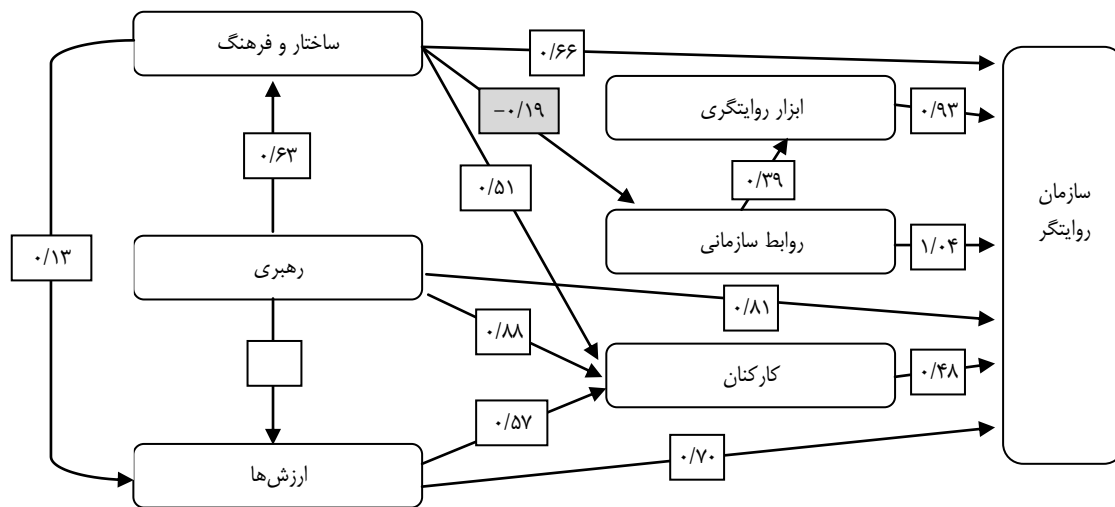 ساختار و فرهنگ
۰/۶۶
ابزار روایتگری
۰/۹۳
−۰/۱۹
۰/۶۳
۰/۵۱
۰/۳۹
سازمان
روایتگر
روابط سازمانی
۱/۰۴
۰/۱۳
رهبری
۰/۸۱
۰/۸۸
کارکنان
۰/۴۸
۰/۵۷
ارزش‌ها
۰/۷۰